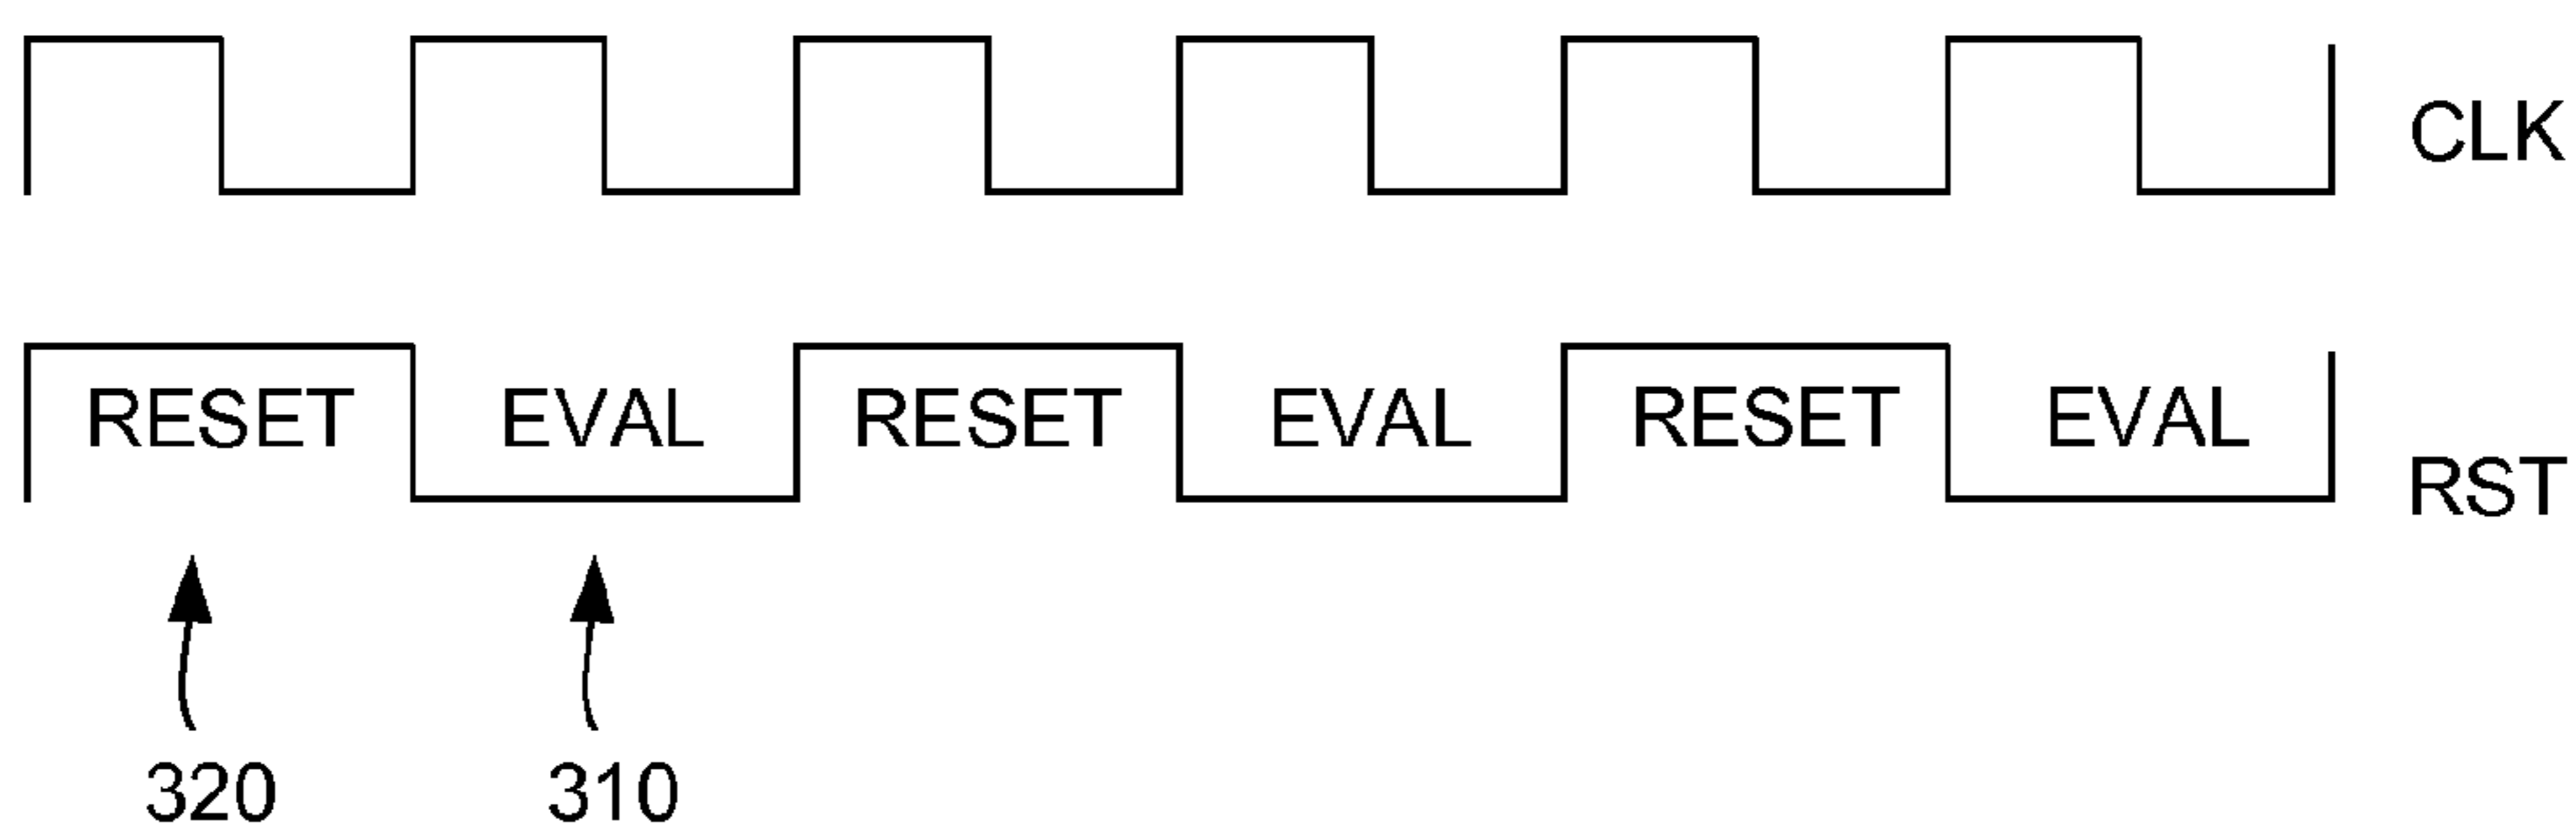 CLK
RESET EVAL RESET EVAL RESET EVAL
RST
320 310